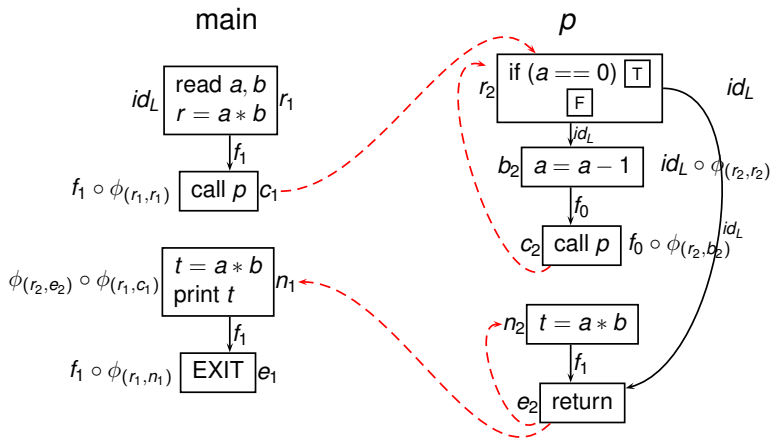 main
id_L
read a, b
r = a * b
r_1
f_1
f_1 ∘ ϕ_(r_1,r_1)
call p
c_1
ϕ_(r_2,e_2) ∘ ϕ_(r_1,c_1)
t = a * b
print t
n_1
f_1
f_1 ∘ ϕ_(r_1,n_1)
EXIT
e_1
p
r_2
if (a == 0) T
F
id_L
id_L
b_2
a = a − 1
id_L ∘ ϕ_(r_2,r_2)
f_0
c_2
call p
f_0 ∘ ϕ_(r_2,b_2)
id_L
n_2
t = a * b
f_1
e_2
return